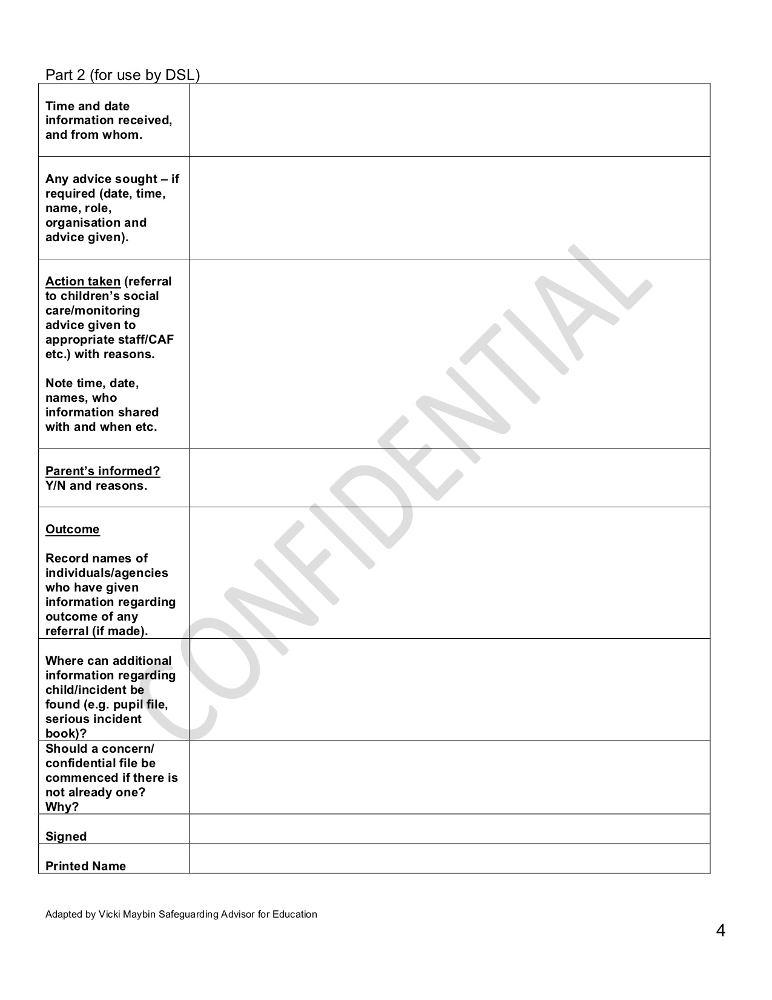 Part 2 (for use by DSL)
Time and date
information received,
and from whom.
Any advice sought – if
required (date, time,
name, role,
organisation and
advice given).
Action taken (referral
to children’s social
care/monitoring
advice given to
appropriate staff/CAF
etc.) with reasons.
Note time, date,
names, who
information shared
with and when etc.
Parent’s informed?
Y/N and reasons.
Outcome
Record names of
individuals/agencies
who have given
information regarding
outcome of any
referral (if made).
Where can additional
information regarding
child/incident be
found (e.g. pupil file,
serious incident
book)?
Should a concern/
confidential file be
commenced if there is
not already one?
Why?
Signed
Printed Name
CONFIDENTIAL
Adapted by Vicki Maybin Safeguarding Advisor for Education
4